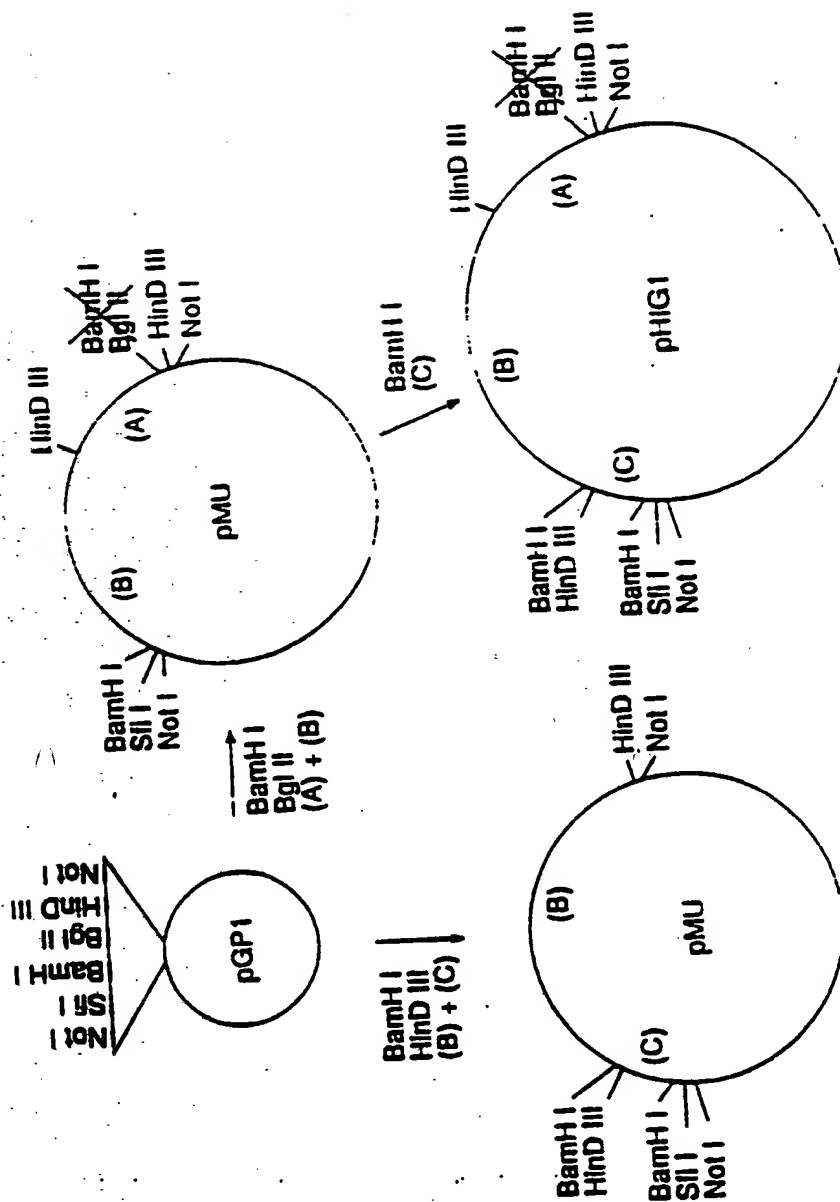 Not I
Sfi I
BamH I
Bgl II
HinD III
Not I
pGP1
BamH I
Bgl II
(A) + (B)
BamH I
Sfi I
Not I
(B)
HinD III
(A)
BamH I
Bgl II
HinD III
Not I
pMU
BamH I
HinD III
(B) + (C)
BamH I
(C)
BamH I
HinD III
(C)
BamH I
Sfi I
Not I
(B)
HinD III
Not I
pMU
BamH I
HinD III
(C)
BamH I
Sfi I
Not I
(B)
HinD III
(A)
BamH I
Bgl II
HinD III
Not I
pHIG1